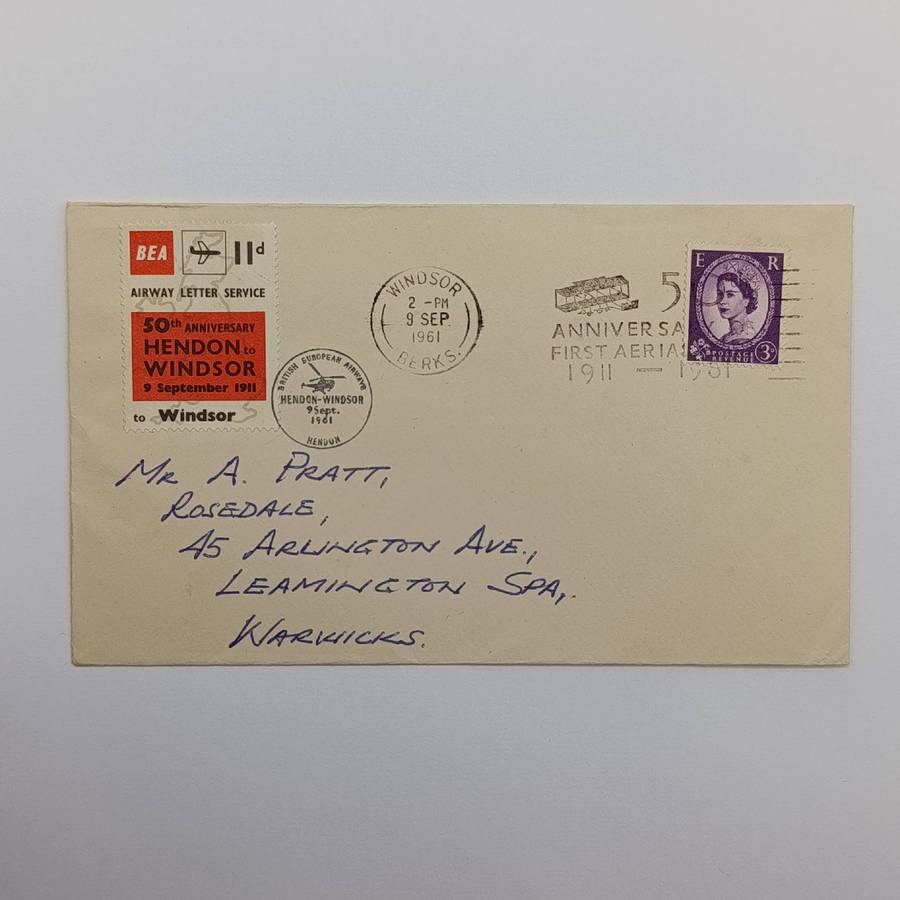 BEA 11d
AIRWAY LETTER SERVICE
50th ANNIVERSARY
HENDON to
WINDSOR
9 September 1911
to Windsor
BRITISH EUROPEAN AIRWAYS
HENDON-WINDSOR
9 Sept.
1961
HENDON
WINDSOR
2 - PM
9 SEP.
1961
BERKS.
5
ANNIVERSA
FIRST AERIA
1911 - 1961
E R
POSTAGE
REVENUE
3D
Mr A. Pratt,
Rosedale,
45 Arlington Ave.,
Leamington Spa,
Warwicks.